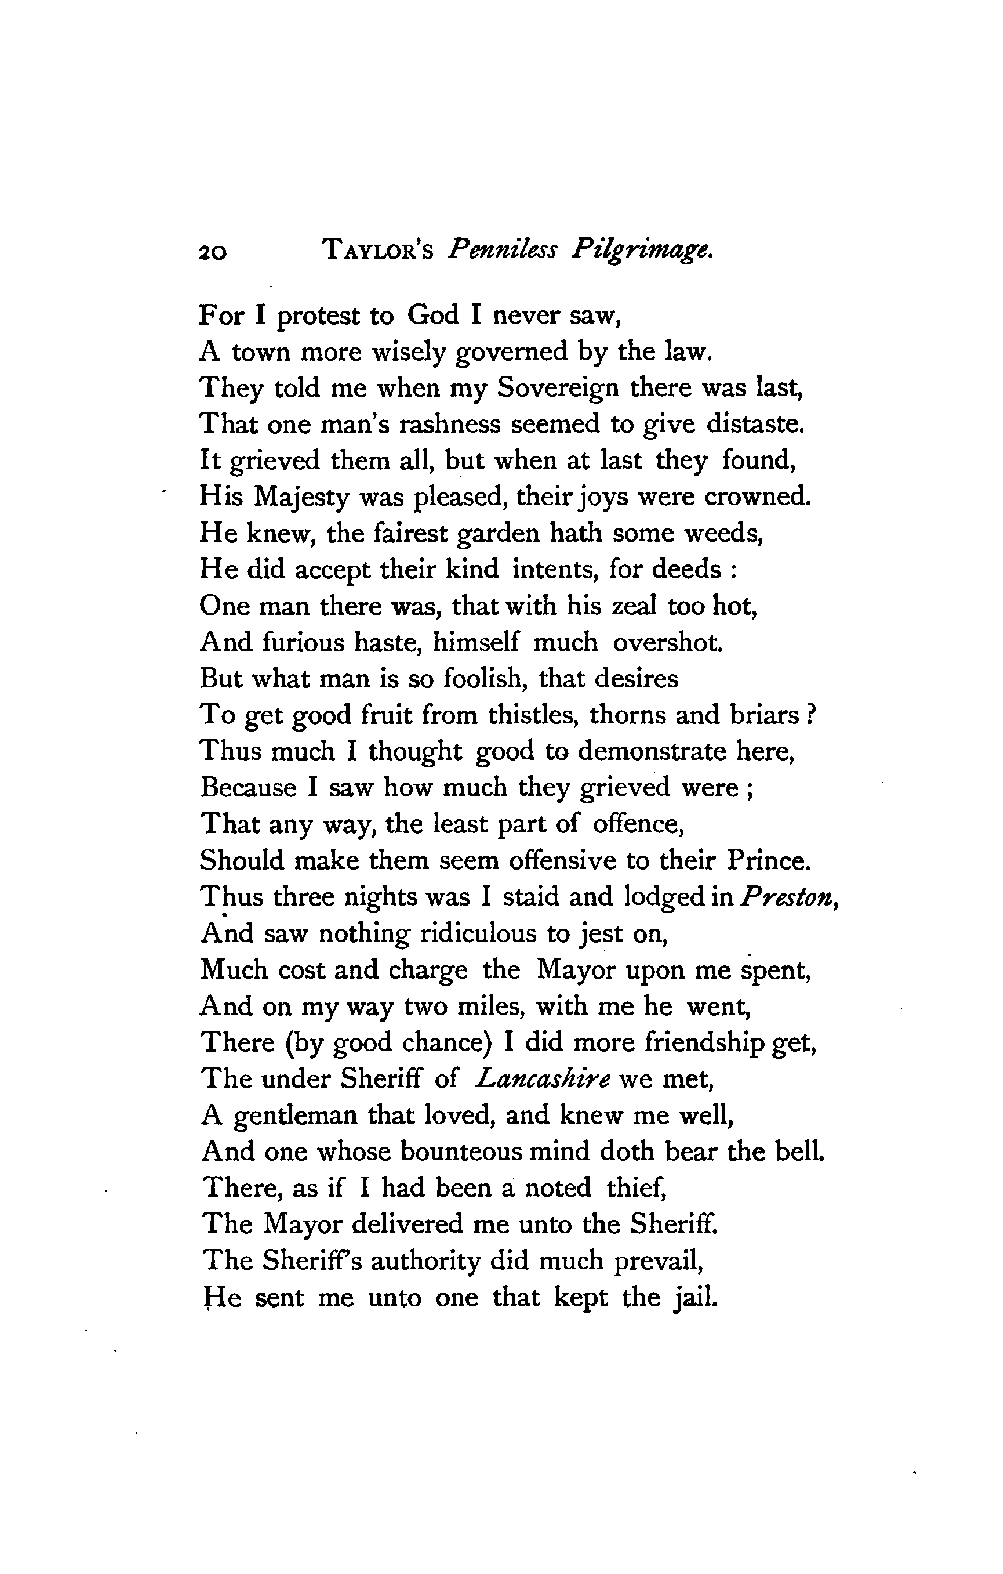 20 TAYLOR'S Penniless Pilgrimage.
For I protest to God I never saw,
A town more wisely governed by the law.
They told me when my Sovereign there was last,
That one man's rashness seemed to give distaste.
It grieved them all, but when at last they found,
His Majesty was pleased, their joys were crowned.
He knew, the fairest garden hath some weeds,
He did accept their kind intents, for deeds :
One man there was, that with his zeal too hot,
And furious haste, himself much overshot.
But what man is so foolish, that desires
To get good fruit from thistles, thorns and briars ?
Thus much I thought good to demonstrate here,
Because I saw how much they grieved were ;
That any way, the least part of offence,
Should make them seem offensive to their Prince.
Thus three nights was I staid and lodged in Preston,
And saw nothing ridiculous to jest on,
Much cost and charge the Mayor upon me spent,
And on my way two miles, with me he went,
There (by good chance) I did more friendship get,
The under Sheriff of Lancashire we met,
A gentleman that loved, and knew me well,
And one whose bounteous mind doth bear the bell.
There, as if I had been a noted thief,
The Mayor delivered me unto the Sheriff.
The Sheriff's authority did much prevail,
He sent me unto one that kept the jail.